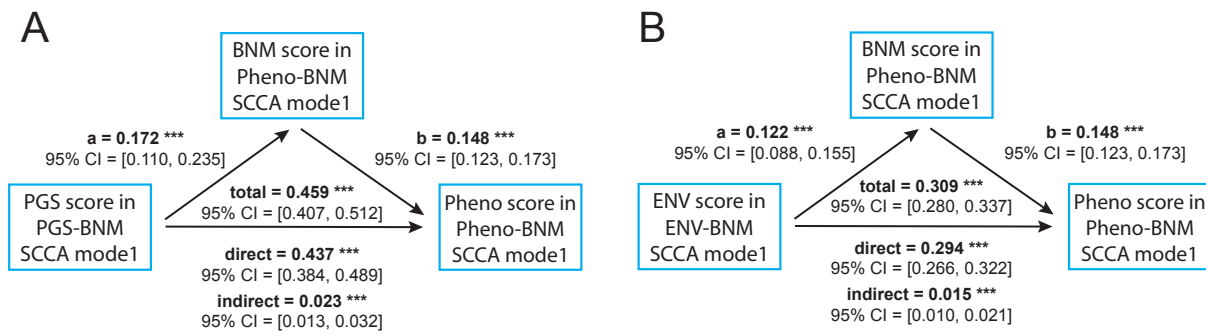 A
BNM score in
Pheno-BNM
SCCA mode1
a = 0.172 ***
95% CI = [0.110, 0.235]
b = 0.148 ***
95% CI = [0.123, 0.173]
PGS score in
PGS-BNM
SCCA mode1
total = 0.459 ***
95% CI = [0.407, 0.512]
Pheno score in
Pheno-BNM
SCCA mode1
direct = 0.437 ***
95% CI = [0.384, 0.489]
indirect = 0.023 ***
95% CI = [0.013, 0.032]
B
BNM score in
Pheno-BNM
SCCA mode1
a = 0.122 ***
95% CI = [0.088, 0.155]
b = 0.148 ***
95% CI = [0.123, 0.173]
ENV score in
ENV-BNM
SCCA mode1
total = 0.309 ***
95% CI = [0.280, 0.337]
Pheno score in
Pheno-BNM
SCCA mode1
direct = 0.294 ***
95% CI = [0.266, 0.322]
indirect = 0.015 ***
95% CI = [0.010, 0.021]